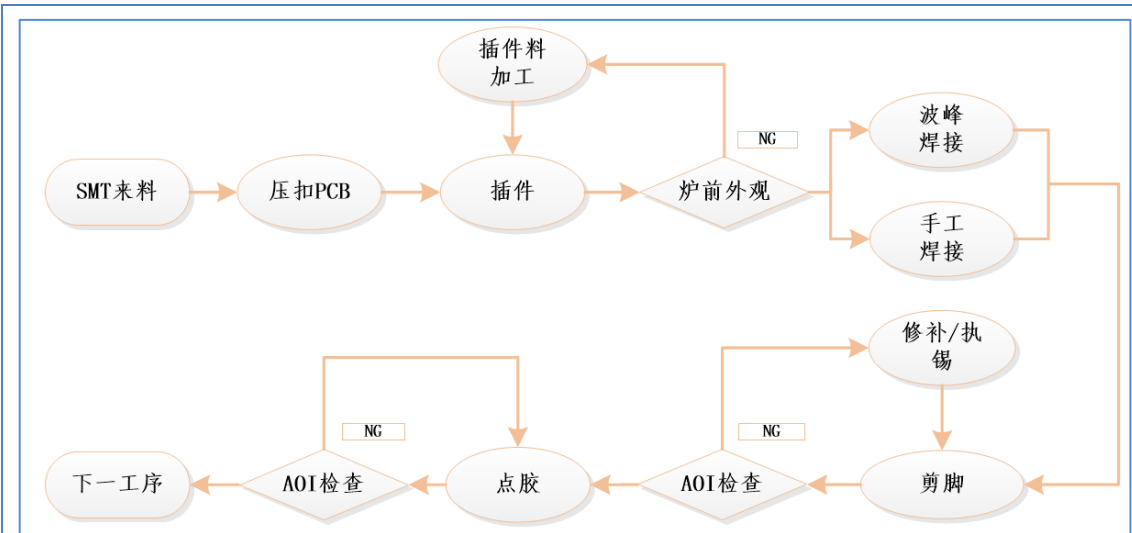 插件料
加工
NG
波峰
焊接
SMT来料
压扣PCB
插件
炉前外观
手工
焊接
修补/执
锡
NG
NG
下一工序
AOI检查
点胶
AOI检查
剪脚